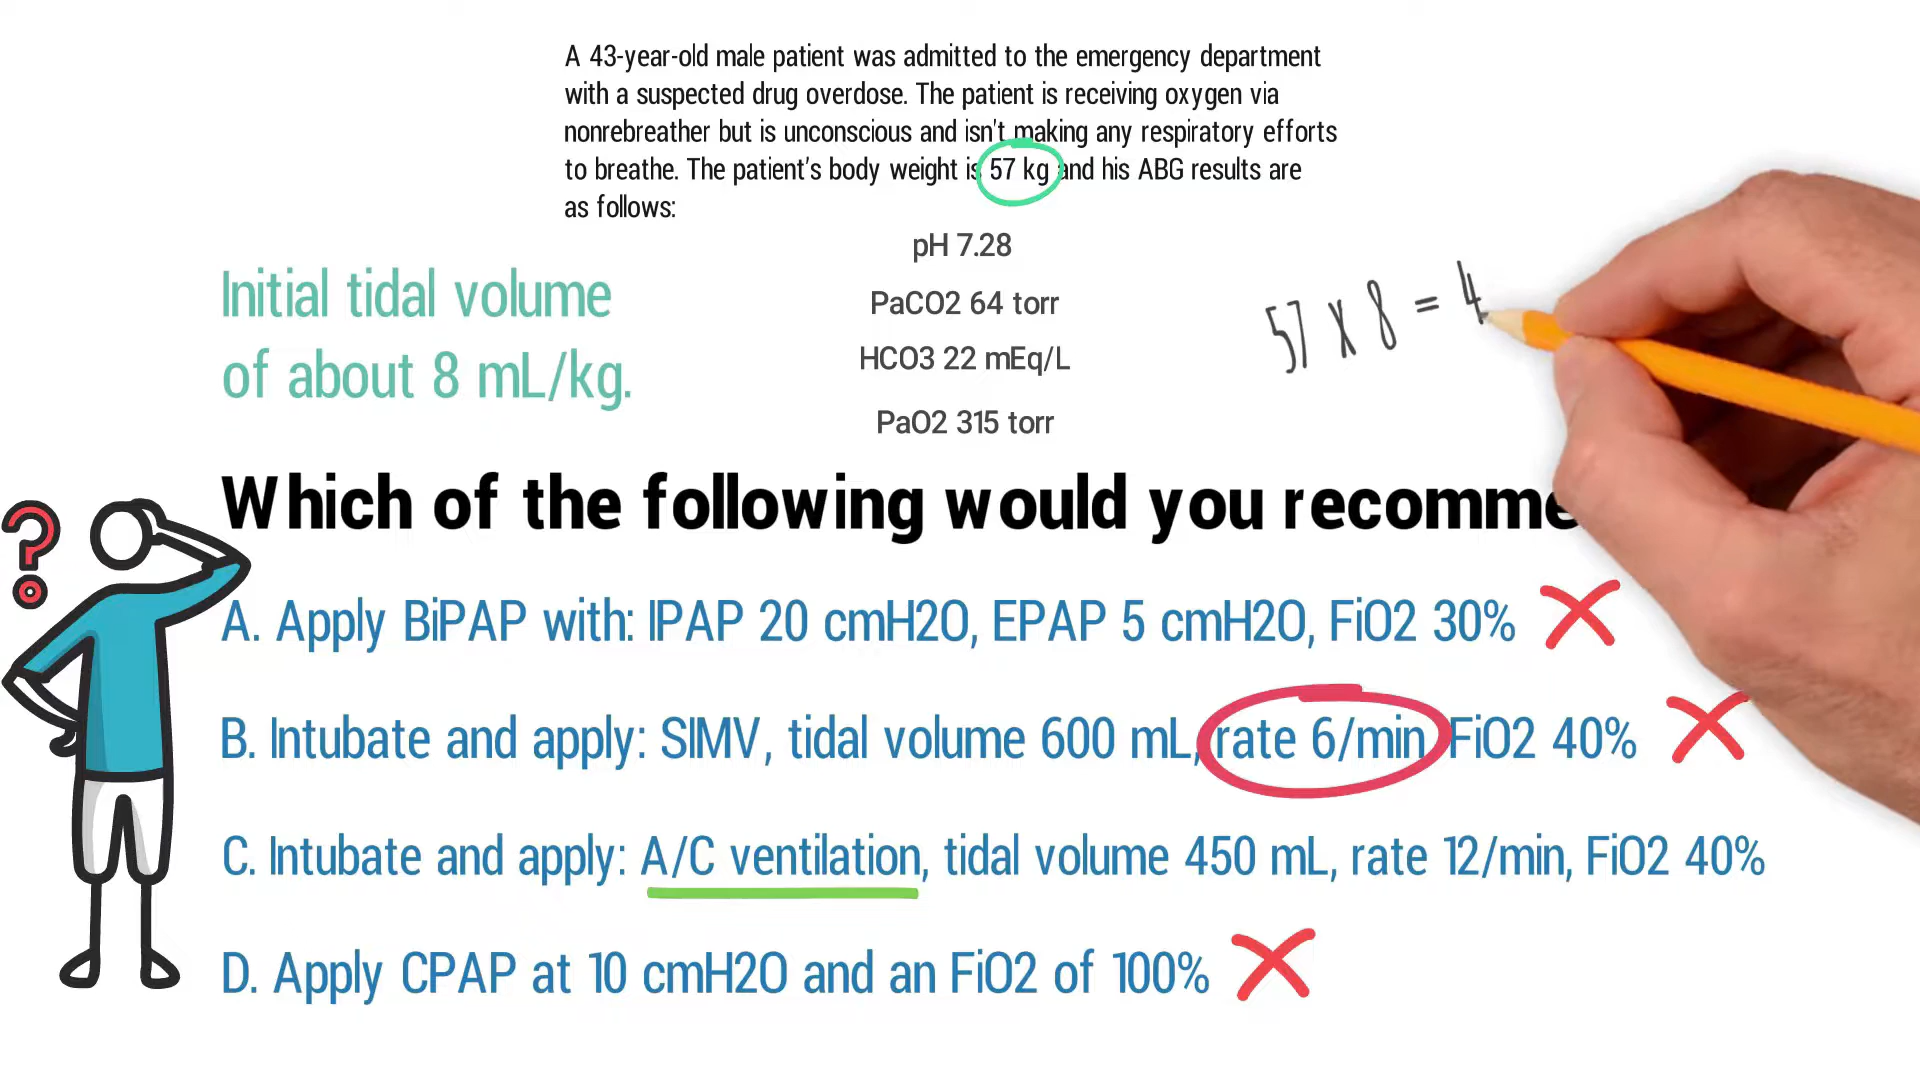 A 43-year-old male patient was admitted to the emergency department
with a suspected drug overdose. The patient is receiving oxygen via
nonrebreather but is unconscious and isn't making any respiratory efforts
to breathe. The patient's body weight is 57 kg and his ABG results are
as follows:
pH 7.28
PaCO2 64 torr
HCO3 22 mEq/L
PaO2 315 torr
Initial tidal volume
of about 8 mL/kg.
57 x 8 = 4
Which of the following would you recomme
?
A. Apply BiPAP with: IPAP 20 cmH2O, EPAP 5 cmH2O, FiO2 30%
B. Intubate and apply: SIMV, tidal volume 600 mL, rate 6/min FiO2 40%
C. Intubate and apply: A/C ventilation, tidal volume 450 mL, rate 12/min, FiO2 40%
D. Apply CPAP at 10 cmH2O and an FiO2 of 100%